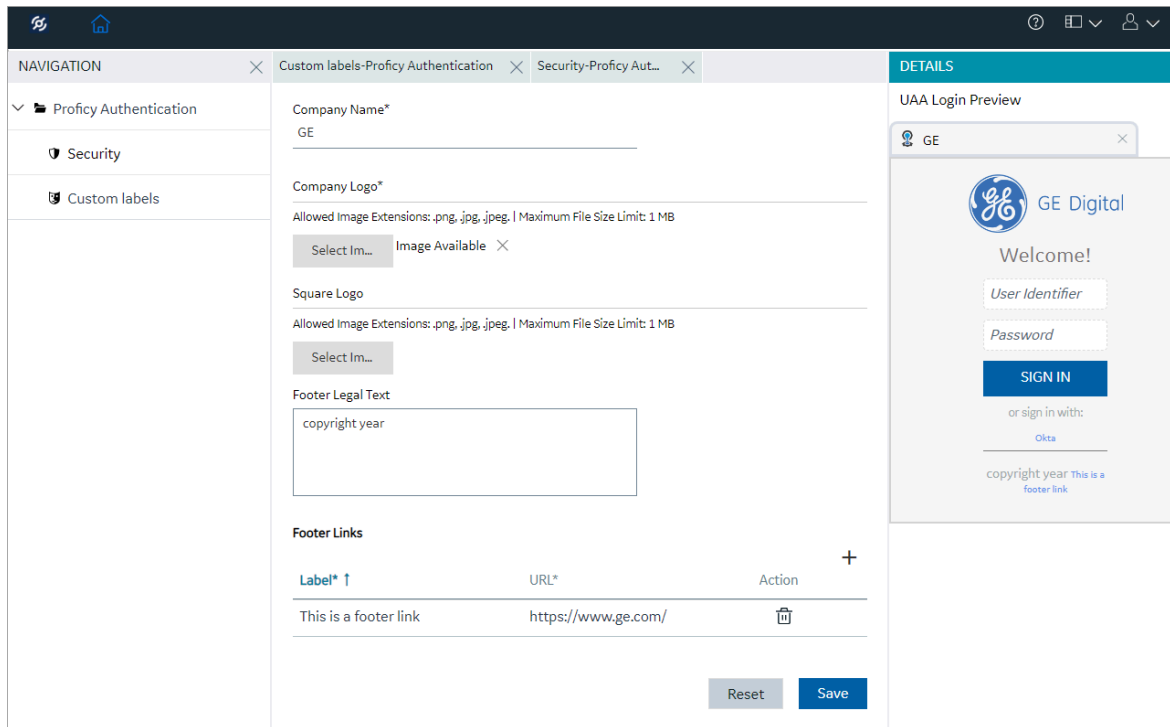 NAVIGATION
Proficy Authentication
Security
Custom labels
Custom labels-Proficy Authentication
Security-Proficy Aut...
Company Name*
GE
Company Logo*
Allowed Image Extensions: .png, .jpg, .jpeg. | Maximum File Size Limit: 1 MB
Select Im...
Image Available
Square Logo
Allowed Image Extensions: .png, .jpg, .jpeg. | Maximum File Size Limit: 1 MB
Select Im...
Footer Legal Text
copyright year
Footer Links
Label* ↑ URL* Action
This is a footer link https://www.ge.com/
Reset Save
DETAILS
UAA Login Preview
GE
GE Digital
Welcome!
User Identifier
Password
SIGN IN
or sign in with:
Okta
copyright year This is a
footer link